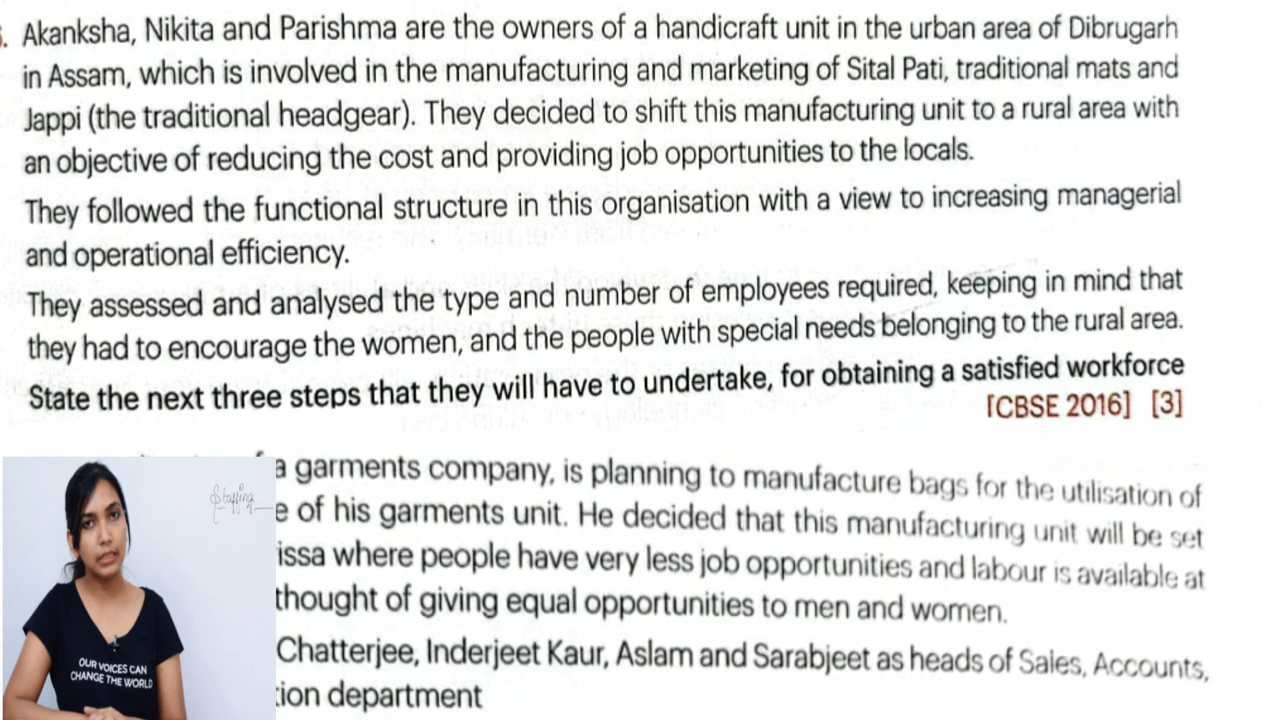 . Akanksha, Nikita and Parishma are the owners of a handicraft unit in the urban area of Dibrugarh
in Assam, which is involved in the manufacturing and marketing of Sital Pati, traditional mats and
Jappi (the traditional headgear). They decided to shift this manufacturing unit to a rural area with
an objective of reducing the cost and providing job opportunities to the locals.
They followed the functional structure in this organisation with a view to increasing managerial
and operational efficiency.
They assessed and analysed the type and number of employees required, keeping in mind that
they had to encourage the women, and the people with special needs belonging to the rural area.
State the next three steps that they will have to undertake, for obtaining a satisfied workforce
[CBSE 2016] [3]
a garments company, is planning to manufacture bags for the utilisation of
e of his garments unit. He decided that this manufacturing unit will be set
issa where people have very less job opportunities and labour is available at
thought of giving equal opportunities to men and women.
Chatterjee, Inderjeet Kaur, Aslam and Sarabjeet as heads of Sales, Accounts,
tion department
Staffing
OUR VOICES CAN
CHANGE THE WORLD